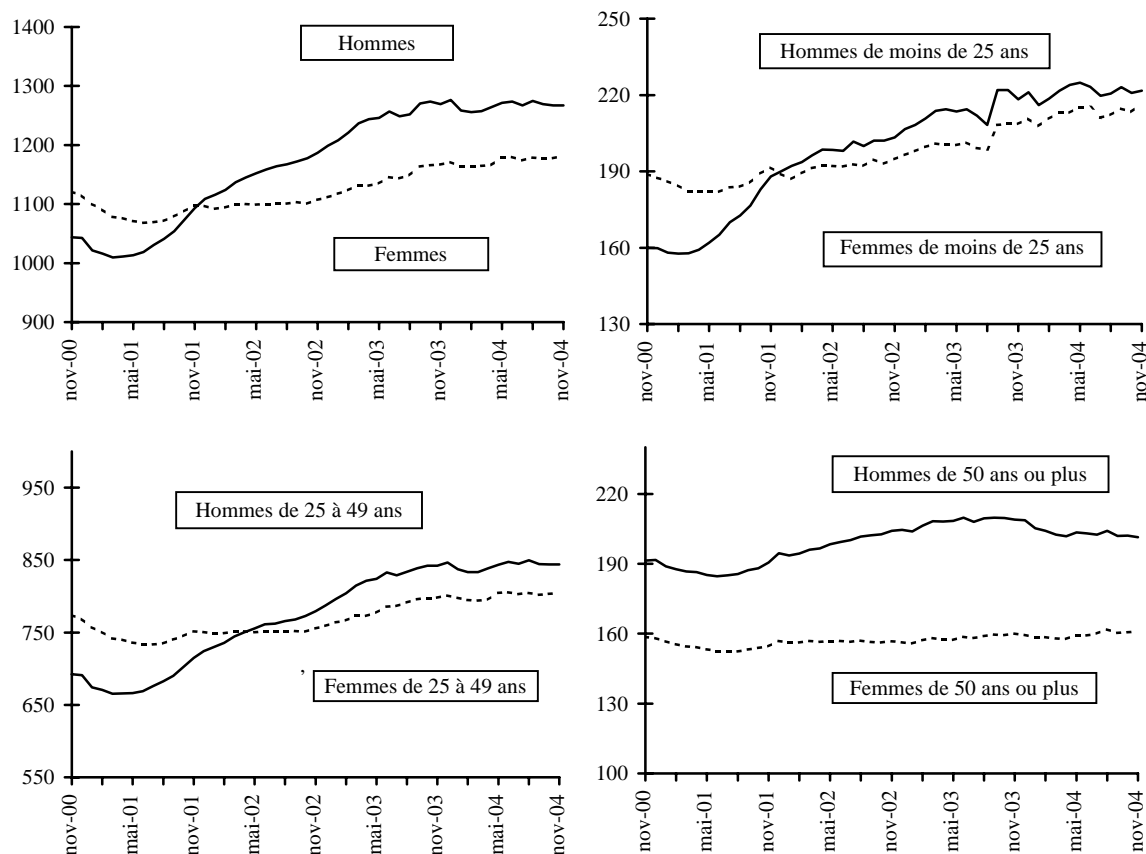 1400
1300
1200
1100
1000
900
Hommes
Femmes
nov-00
mai-01
nov-01
mai-02
nov-02
mai-03
nov-03
mai-04
nov-04
250
220
190
160
130
Hommes de moins de 25 ans
Femmes de moins de 25 ans
nov-00
mai-01
nov-01
mai-02
nov-02
mai-03
nov-03
mai-04
nov-04
950
850
750
650
550
Hommes de 25 à 49 ans
,
Femmes de 25 à 49 ans
nov-00
mai-01
nov-01
mai-02
nov-02
mai-03
nov-03
mai-04
nov-04
220
190
160
130
100
Hommes de 50 ans ou plus
Femmes de 50 ans ou plus
nov-00
mai-01
nov-01
mai-02
nov-02
mai-03
nov-03
mai-04
nov-04